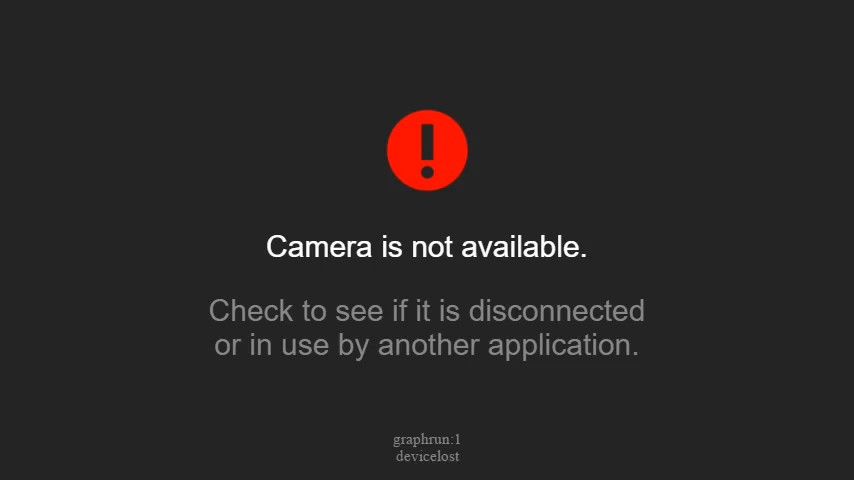 Camera is not available.
Check to see if it is disconnected
or in use by another application.
graphrun:1
devicelost